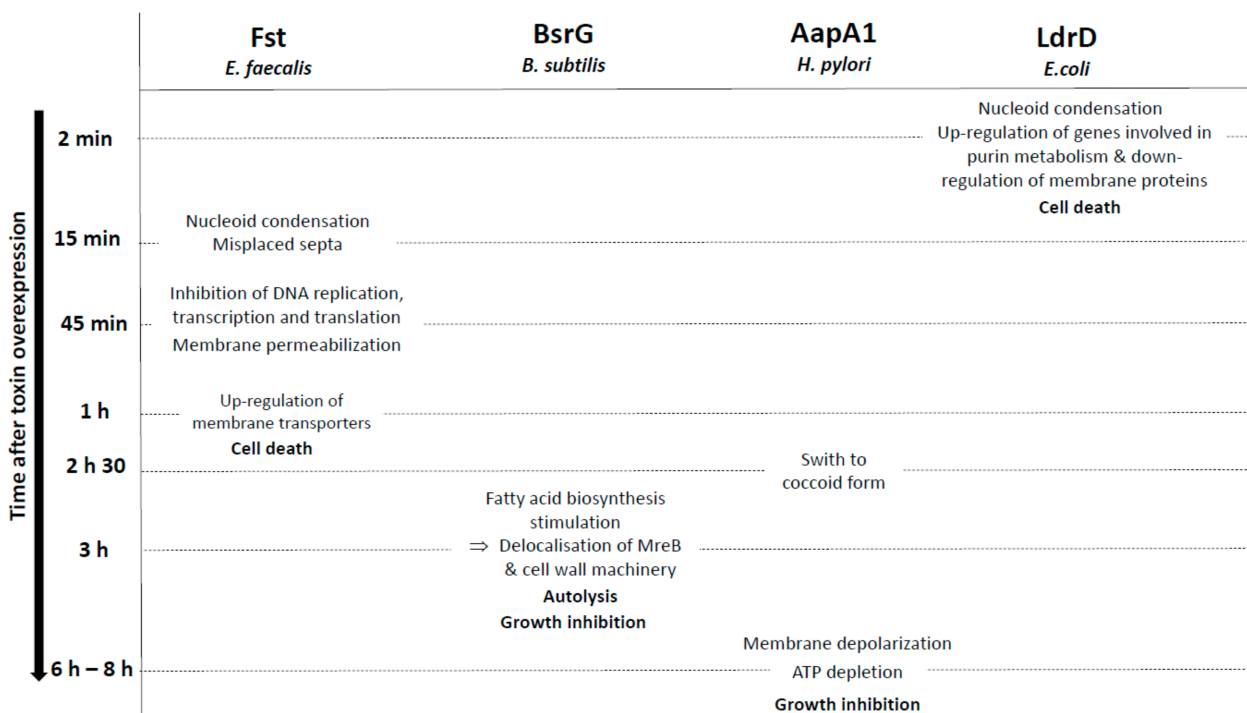 Fst
E. faecalis
BsrG
B. subtilis
AapA1
H. pylori
LdrD
E.coli
Time after toxin overexpression
2 min
Nucleoid condensation
Up-regulation of genes involved in
purin metabolism & down-
regulation of membrane proteins
Cell death
15 min
Nucleoid condensation
Misplaced septa
45 min
Inhibition of DNA replication,
transcription and translation
Membrane permeabilization
1 h
Up-regulation of
membrane transporters
Cell death
2 h 30
Swith to
coccoid form
3 h
Fatty acid biosynthesis
stimulation
⇒ Delocalisation of MreB
& cell wall machinery
Autolysis
Growth inhibition
6 h – 8 h
Membrane depolarization
ATP depletion
Growth inhibition